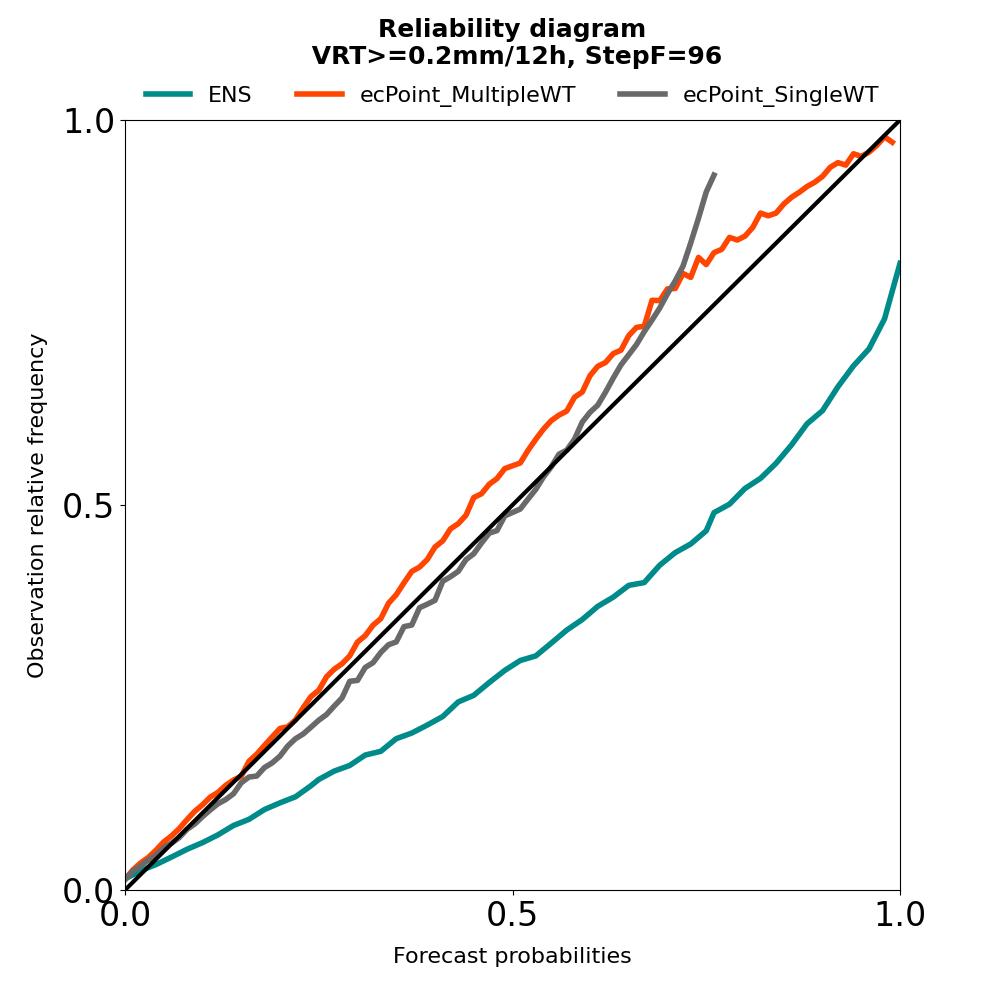 Reliability diagram
VRT>=0.2mm/12h, StepF=96
ENS ecPoint_MultipleWT ecPoint_SingleWT
1.0
0.5
0.0
Observation relative frequency
0.0 0.5 1.0
Forecast probabilities